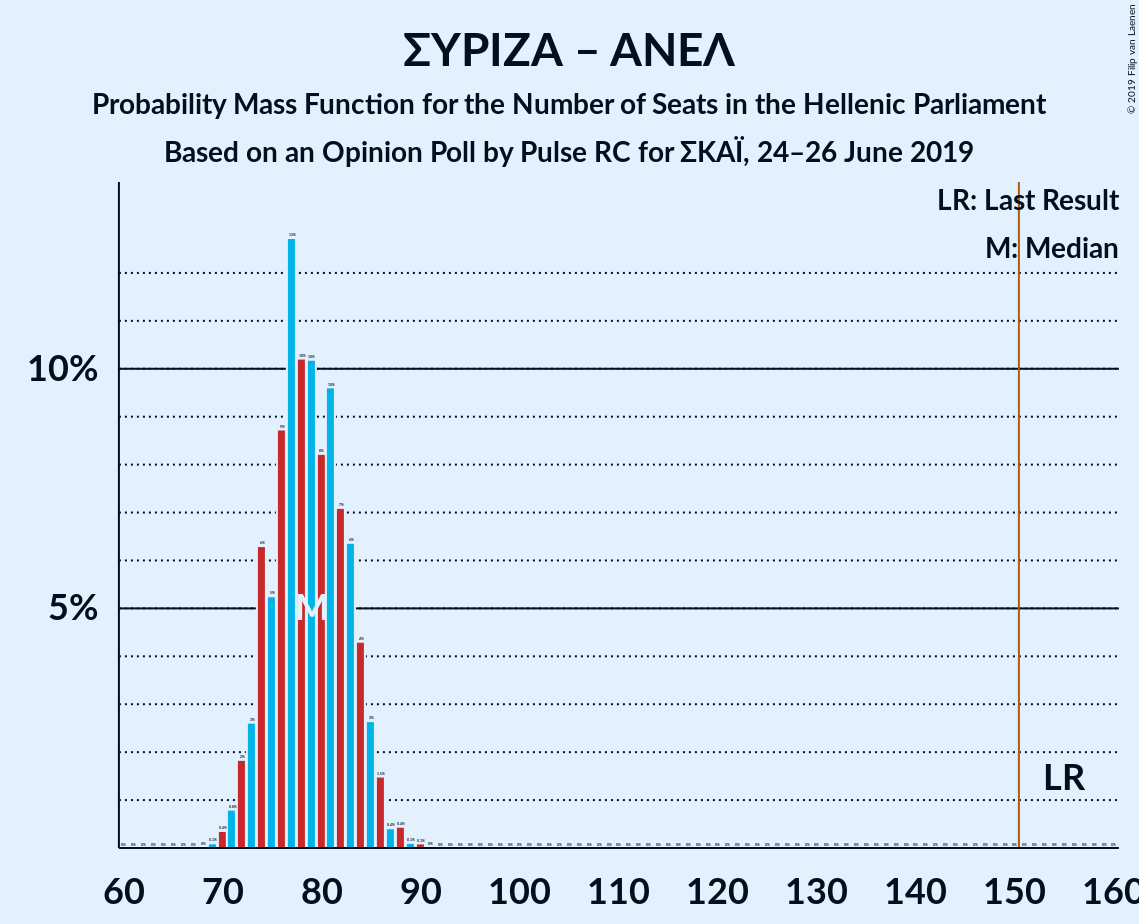 ΣΥΡΙΖΑ – ΑΝΕΛ
Probability Mass Function for the Number of Seats in the Hellenic Parliament
Based on an Opinion Poll by Pulse RC for ΣΚΑΪ, 24–26 June 2019
© 2019 Filip van Laenen
LR: Last Result
M: Median
10%
5%
M
LR
60 70 80 90 100 110 120 130 140 150 160